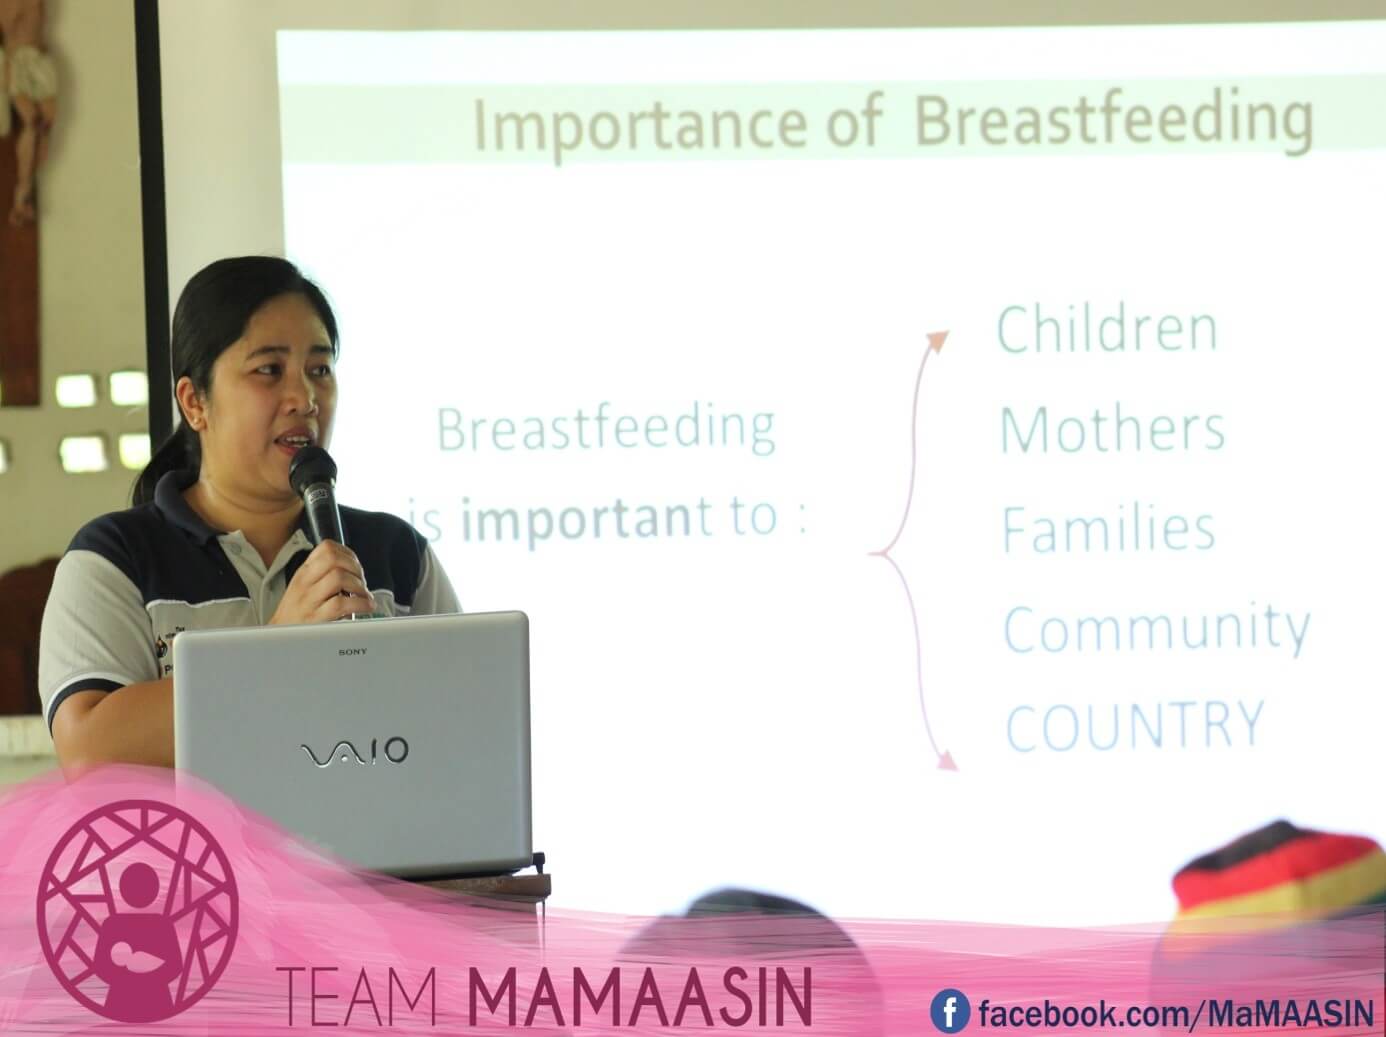 Importance of Breastfeeding
Breastfeeding
is important to :
Children
Mothers
Families
Community
COUNTRY
SONY
VAIO
TEAM MAMAASIN
f facebook.com/MaMAASIN